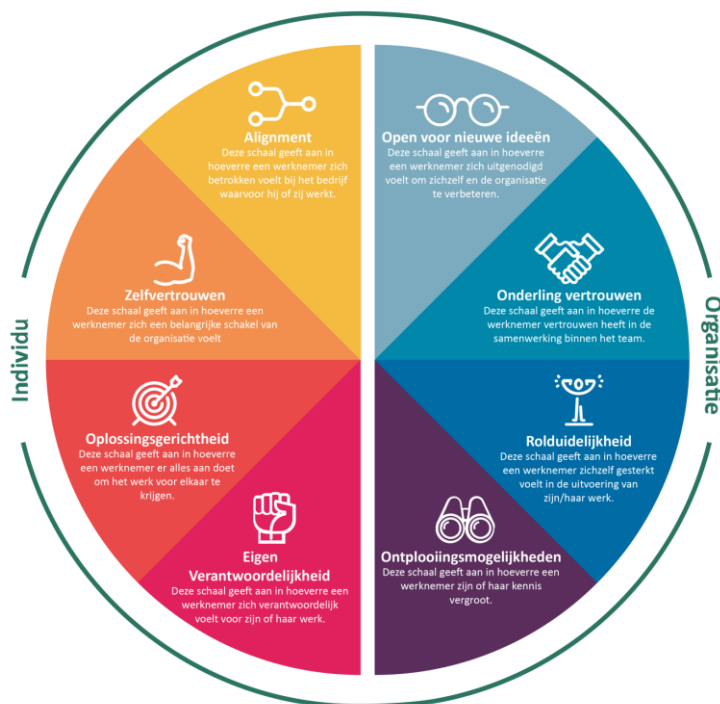 Individu
Alignment
Deze schaal geeft aan in
hoeverre een werknemer zich
betrokken voelt bij het bedrijf
waarvoor hij of zij werkt.
Zelfvertrouwen
Deze schaal geeft aan in hoeverre een
werknemer zich een belangrijke schakel van
de organisatie voelt
Oplossingsgerichtheid
Deze schaal geeft aan in hoeverre
een werknemer er alles aan doet
om het werk voor elkaar te
krijgen.
Eigen
Verantwoordelijkheid
Deze schaal geeft aan in hoeverre een
werknemer zich verantwoordelijk
voelt voor zijn of haar werk.
Open voor nieuwe ideeën
Deze schaal geeft aan in hoeverre
een werknemer zich uitgenodigd
voelt om zichzelf en de organisatie
te verbeteren.
Onderling vertrouwen
Deze schaal geeft aan in hoeverre de
werknemer vertrouwen heeft in de
samenwerking binnen het team.
Rolduidelijkheid
Deze schaal geeft aan in hoeverre
een werknemer zichzelf gesterkt
voelt in de uitvoering van
zijn/haar werk.
Ontplooiingsmogelijkheden
Deze schaal geeft aan in hoeverre een
werknemer zijn of haar kennis
vergroot.
Organisatie